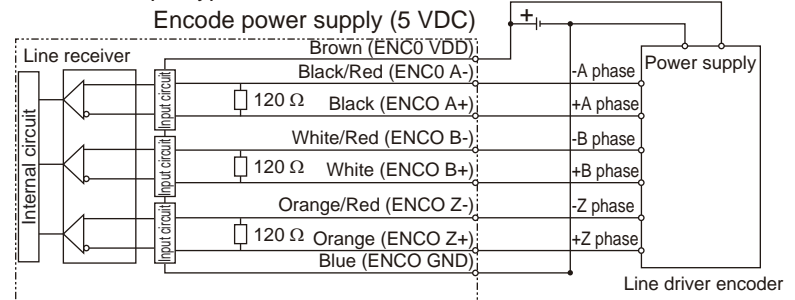 Encode power supply (5 VDC)
+
Line receiver
Brown (ENC0 VDD)
Power supply
Black/Red (ENC0 A-)
-A phase
Input circuit
120 Ω
Black (ENCO A+)
+A phase
Internal circuit
White/Red (ENCO B-)
-B phase
Input circuit
120 Ω
White (ENCO B+)
+B phase
Orange/Red (ENCO Z-)
-Z phase
Input circuit
120 Ω
Orange (ENCO Z+)
+Z phase
Blue (ENCO GND)
Line driver encoder